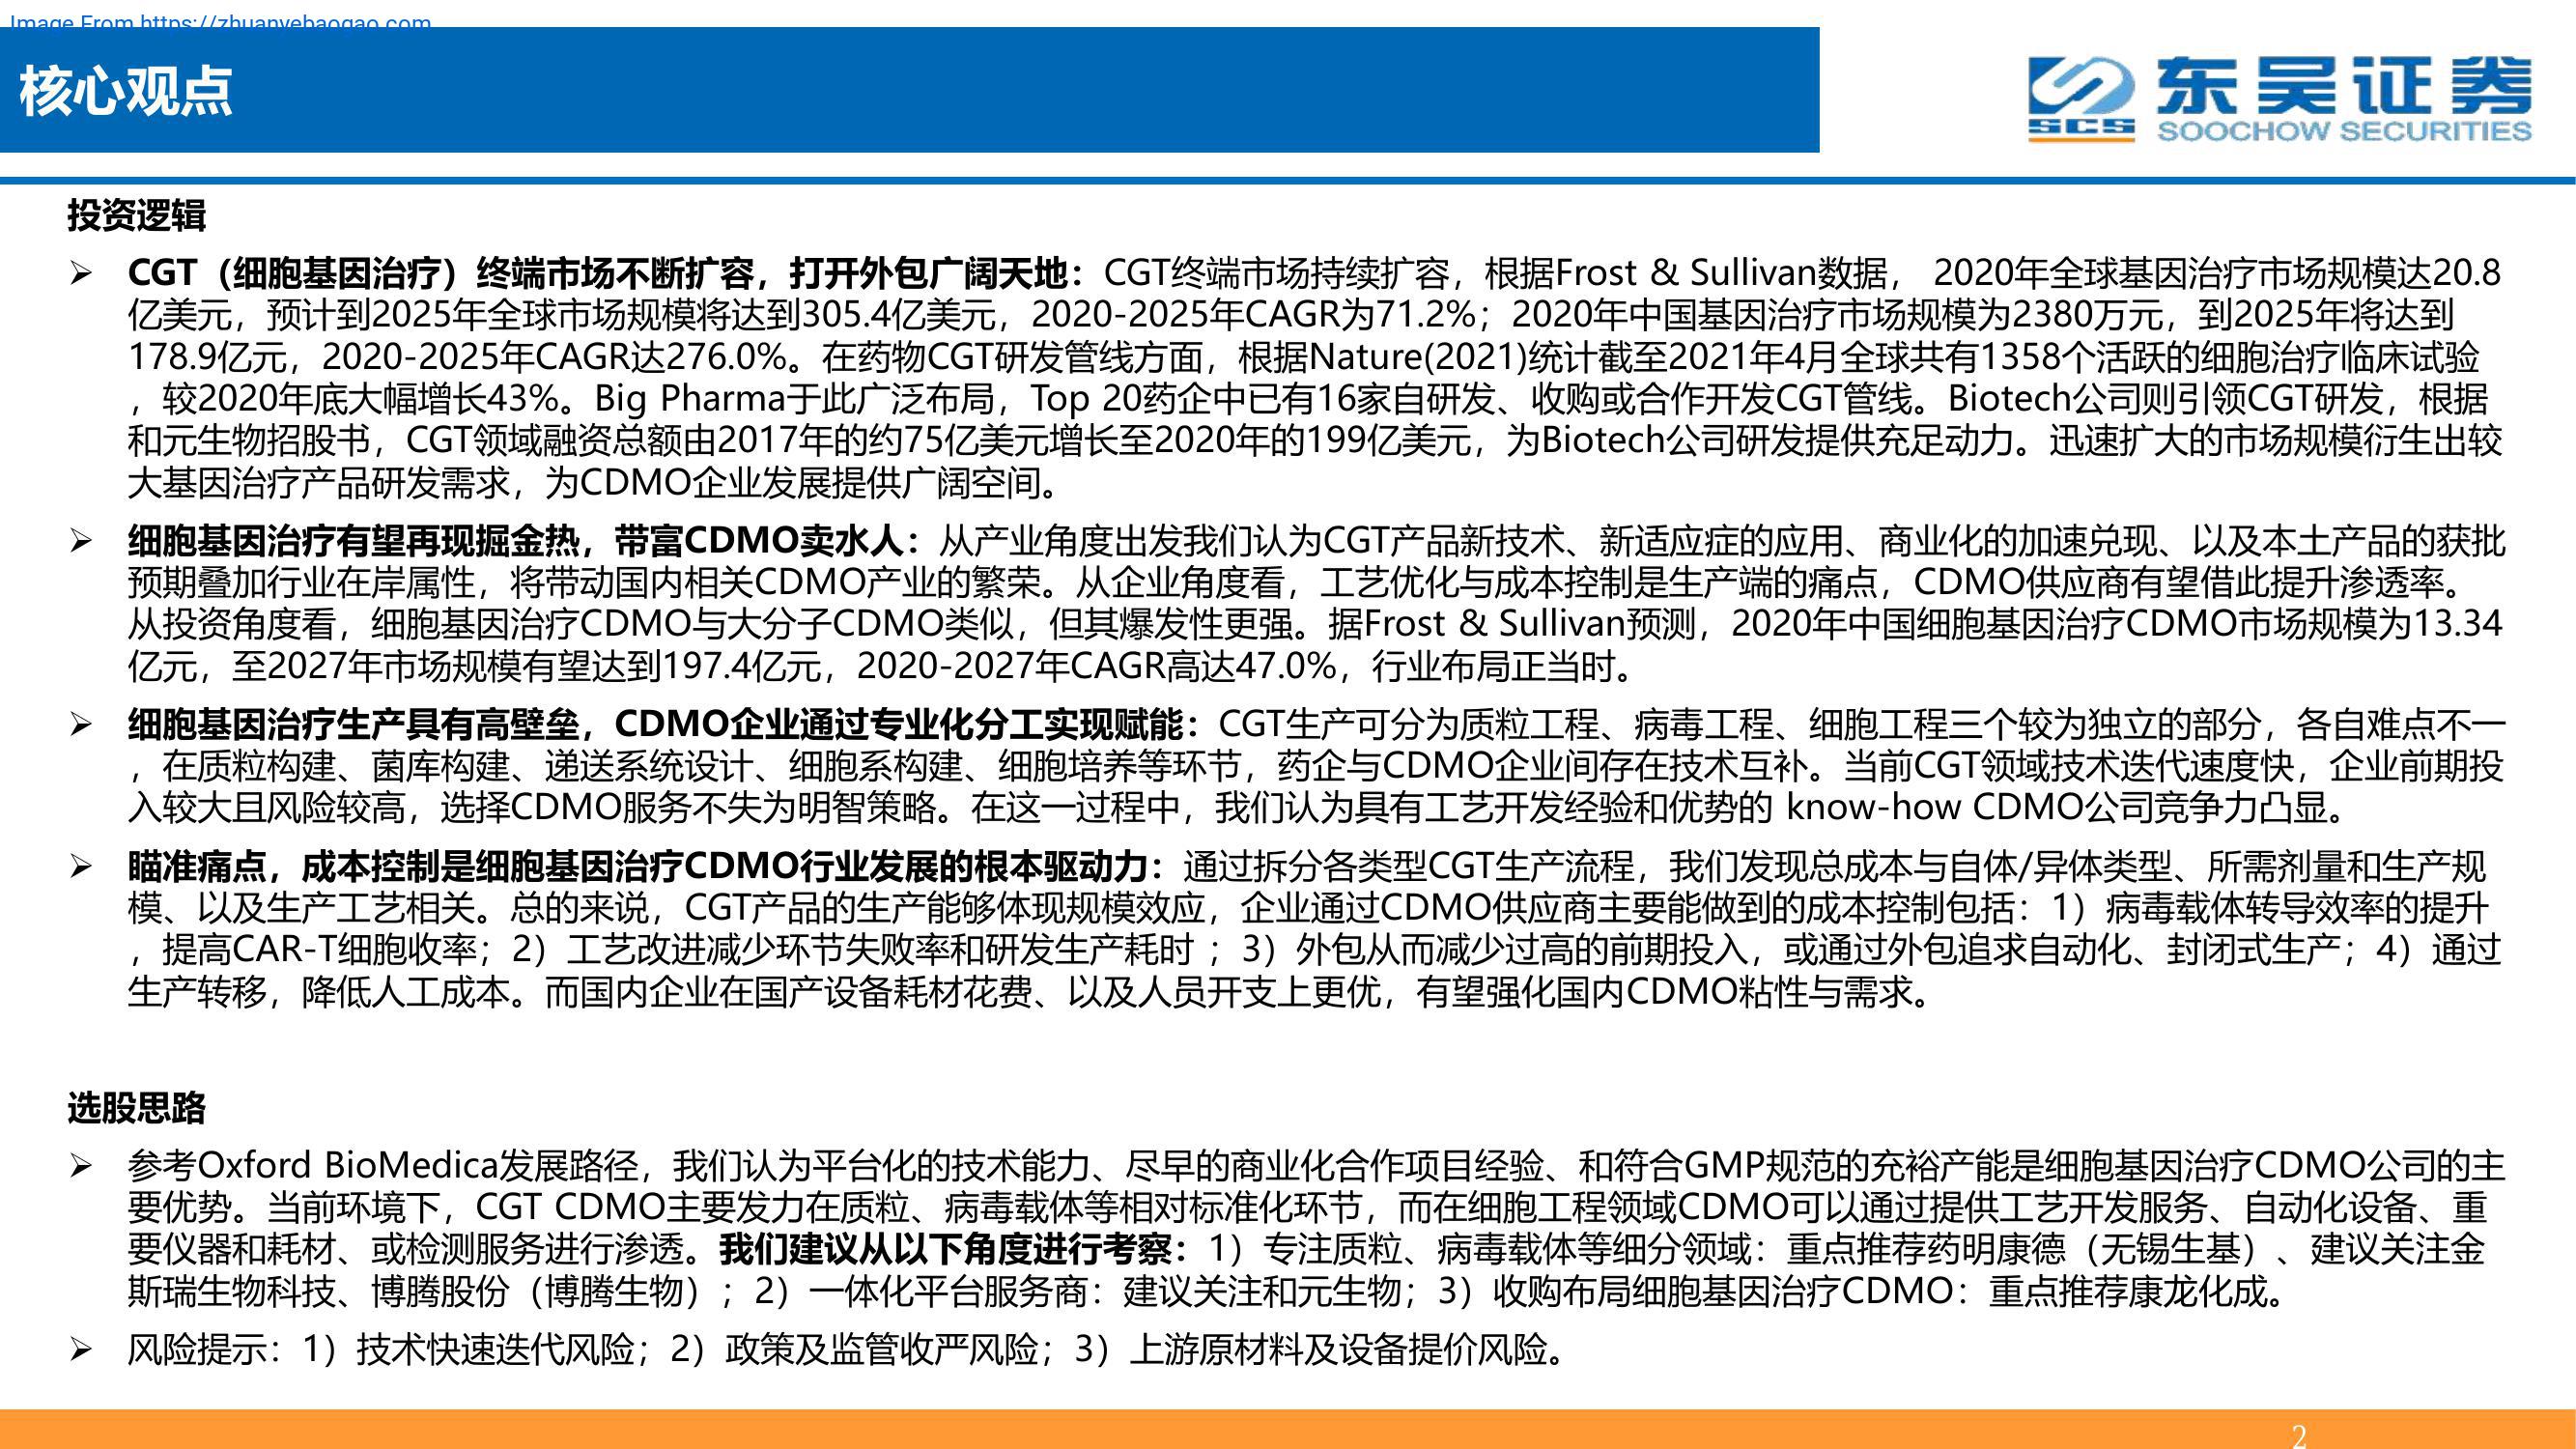 Image From https://zhuanyebaogao.com
核心观点
东吴证券
SCS
SOOCHOW SECURITIES
投资逻辑
➢ CGT（细胞基因治疗）终端市场不断扩容，打开外包广阔天地：CGT终端市场持续扩容，根据Frost & Sullivan数据， 2020年全球基因治疗市场规模达20.8
亿美元，预计到2025年全球市场规模将达到305.4亿美元，2020-2025年CAGR为71.2%；2020年中国基因治疗市场规模为2380万元，到2025年将达到
178.9亿元，2020-2025年CAGR达276.0%。在药物CGT研发管线方面，根据Nature(2021)统计截至2021年4月全球共有1358个活跃的细胞治疗临床试验
，较2020年底大幅增长43%。Big Pharma于此广泛布局，Top 20药企中已有16家自研发、收购或合作开发CGT管线。Biotech公司则引领CGT研发，根据
和元生物招股书，CGT领域融资总额由2017年的约75亿美元增长至2020年的199亿美元，为Biotech公司研发提供充足动力。迅速扩大的市场规模衍生出较
大基因治疗产品研发需求，为CDMO企业发展提供广阔空间。
➢ 细胞基因治疗有望再现掘金热，带富CDMO卖水人：从产业角度出发我们认为CGT产品新技术、新适应症的应用、商业化的加速兑现、以及本土产品的获批
预期叠加行业在岸属性，将带动国内相关CDMO产业的繁荣。从企业角度看，工艺优化与成本控制是生产端的痛点，CDMO供应商有望借此提升渗透率。
从投资角度看，细胞基因治疗CDMO与大分子CDMO类似，但其爆发性更强。据Frost & Sullivan预测，2020年中国细胞基因治疗CDMO市场规模为13.34
亿元，至2027年市场规模有望达到197.4亿元，2020-2027年CAGR高达47.0%，行业布局正当时。
➢ 细胞基因治疗生产具有高壁垒，CDMO企业通过专业化分工实现赋能：CGT生产可分为质粒工程、病毒工程、细胞工程三个较为独立的部分，各自难点不一
，在质粒构建、菌库构建、递送系统设计、细胞系构建、细胞培养等环节，药企与CDMO企业间存在技术互补。当前CGT领域技术迭代速度快，企业前期投
入较大且风险较高，选择CDMO服务不失为明智策略。在这一过程中，我们认为具有工艺开发经验和优势的 know-how CDMO公司竞争力凸显。
➢ 瞄准痛点，成本控制是细胞基因治疗CDMO行业发展的根本驱动力：通过拆分各类型CGT生产流程，我们发现总成本与自体/异体类型、所需剂量和生产规
模、以及生产工艺相关。总的来说，CGT产品的生产能够体现规模效应，企业通过CDMO供应商主要能做到的成本控制包括：1）病毒载体转导效率的提升
，提高CAR-T细胞收率；2）工艺改进减少环节失败率和研发生产耗时 ；3）外包从而减少过高的前期投入，或通过外包追求自动化、封闭式生产；4）通过
生产转移，降低人工成本。而国内企业在国产设备耗材花费、以及人员开支上更优，有望强化国内CDMO粘性与需求。
选股思路
➢ 参考Oxford BioMedica发展路径，我们认为平台化的技术能力、尽早的商业化合作项目经验、和符合GMP规范的充裕产能是细胞基因治疗CDMO公司的主
要优势。当前环境下，CGT CDMO主要发力在质粒、病毒载体等相对标准化环节，而在细胞工程领域CDMO可以通过提供工艺开发服务、自动化设备、重
要仪器和耗材、或检测服务进行渗透。我们建议从以下角度进行考察：1）专注质粒、病毒载体等细分领域：重点推荐药明康德（无锡生基）、建议关注金
斯瑞生物科技、博腾股份（博腾生物）；2）一体化平台服务商：建议关注和元生物；3）收购布局细胞基因治疗CDMO：重点推荐康龙化成。
➢ 风险提示：1）技术快速迭代风险；2）政策及监管收严风险；3）上游原材料及设备提价风险。
2